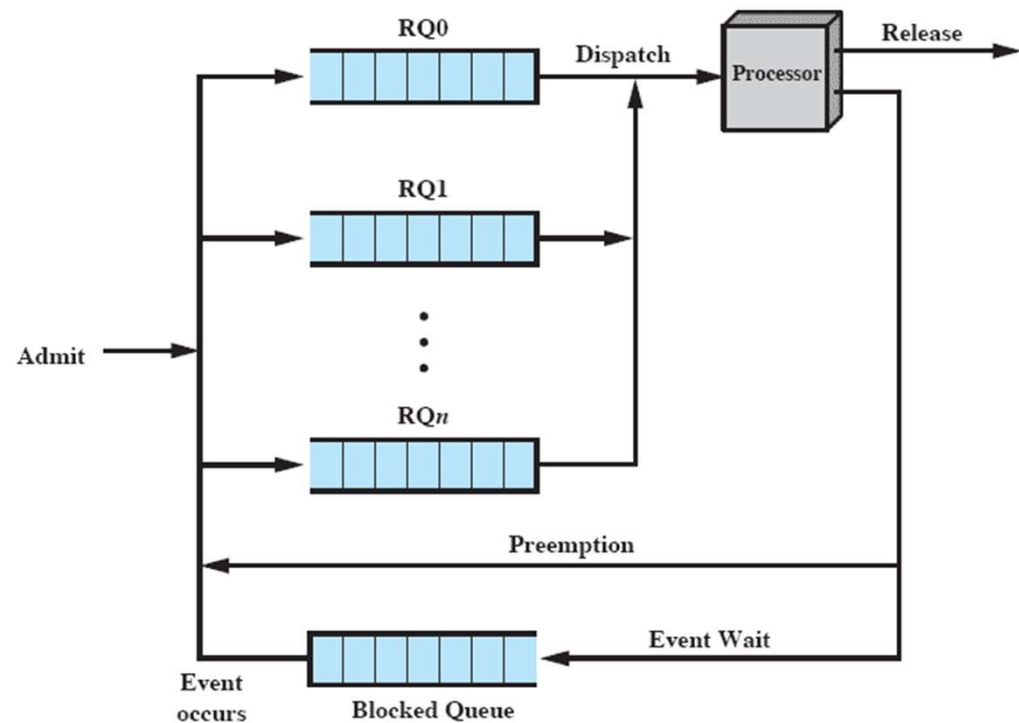 RQ0
Dispatch
Release
Processor
RQ1
Admit
RQn
Preemption
Event Wait
Event
occurs
Blocked Queue